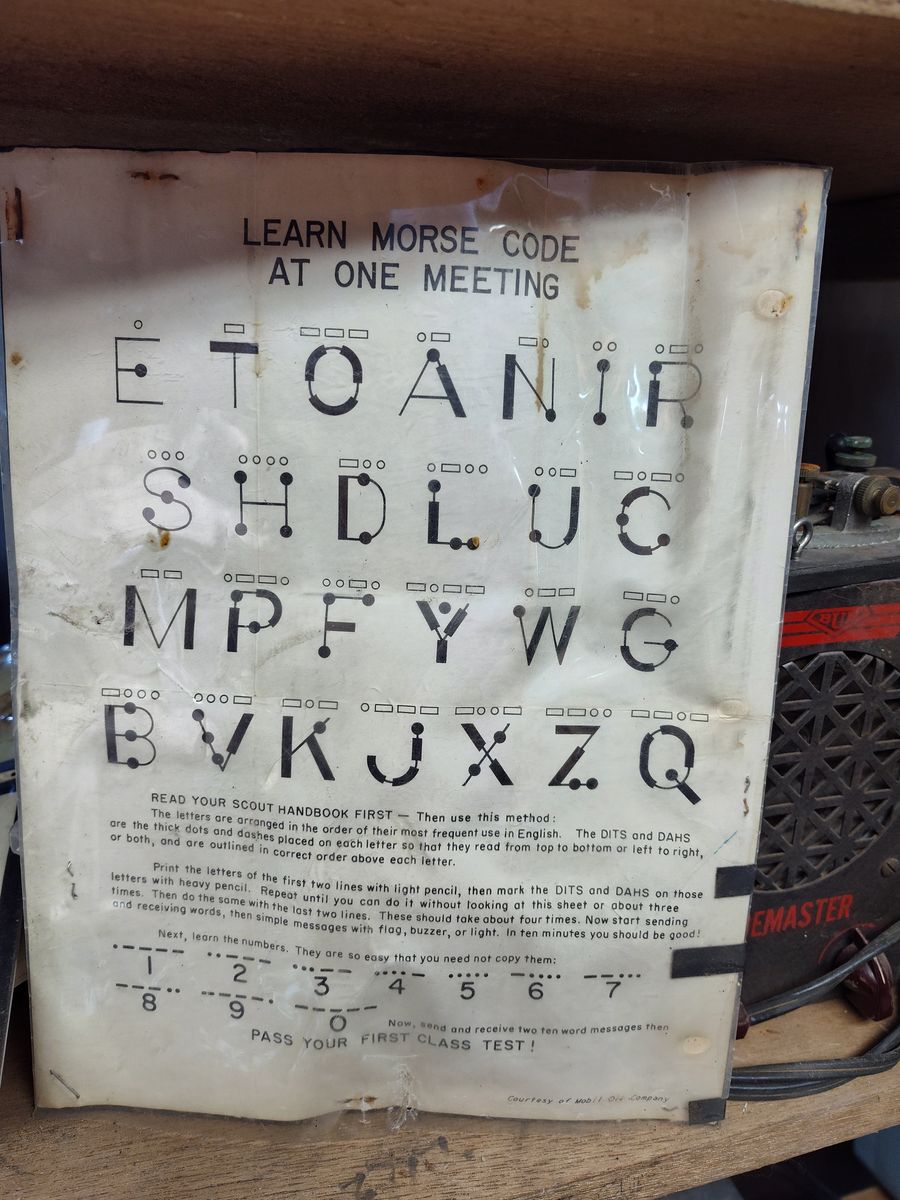 LEARN MORSE CODE
AT ONE MEETING
E T O A N I R
S H D L U C
M P F Y W G
B V K J X Z Q
READ YOUR SCOUT HANDBOOK FIRST — Then use this method:
The letters are arranged in the order of their most frequent use in English. The DITS and DAHS
are the thick dots and dashes placed on each letter so that they read from top to bottom or left to right,
or both, and are outlined in correct order above each letter.
Print the letters of the first two lines with light pencil, then mark the DITS and DAHS on those
letters with heavy pencil. Repeat until you can do it without looking at this sheet or about three
times. Then do the same with the last two lines. These should take about four times. Now start sending
and receiving words, then simple messages with flag, buzzer, or light. In ten minutes you should be good!
Next, learn the numbers. They are so easy that you need not copy them:
1 2 3 4 5 6 7
8 9 0
Now, send and receive two ten word messages then
PASS YOUR FIRST CLASS TEST!
Courtesy of Mobil Oil Company
EMASTER